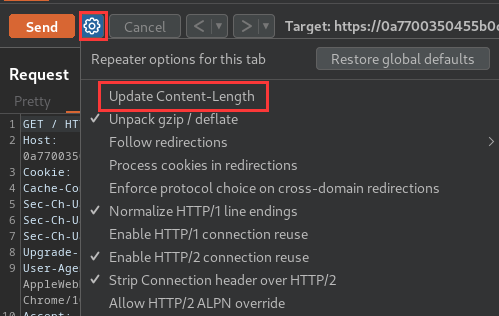 Send
Cancel
Target: https://0a7700350455b0
Repeater options for this tab
Restore global defaults
Request
Pretty
Update Content-Length
✓ Unpack gzip / deflate
Follow redirections
Process cookies in redirections
Enforce protocol choice on cross-domain redirections
✓ Normalize HTTP/1 line endings
Enable HTTP/1 connection reuse
✓ Enable HTTP/2 connection reuse
✓ Strip Connection header over HTTP/2
Allow HTTP/2 ALPN override
1 GET / HT
2 Host:
0a770035
3 Cookie:
4 Cache-Co
5 Sec-Ch-U
6 Sec-Ch-U
7 Sec-Ch-U
8 Upgrade-
9 User-Age
AppleWeb
Chrome/1
10 Accept: